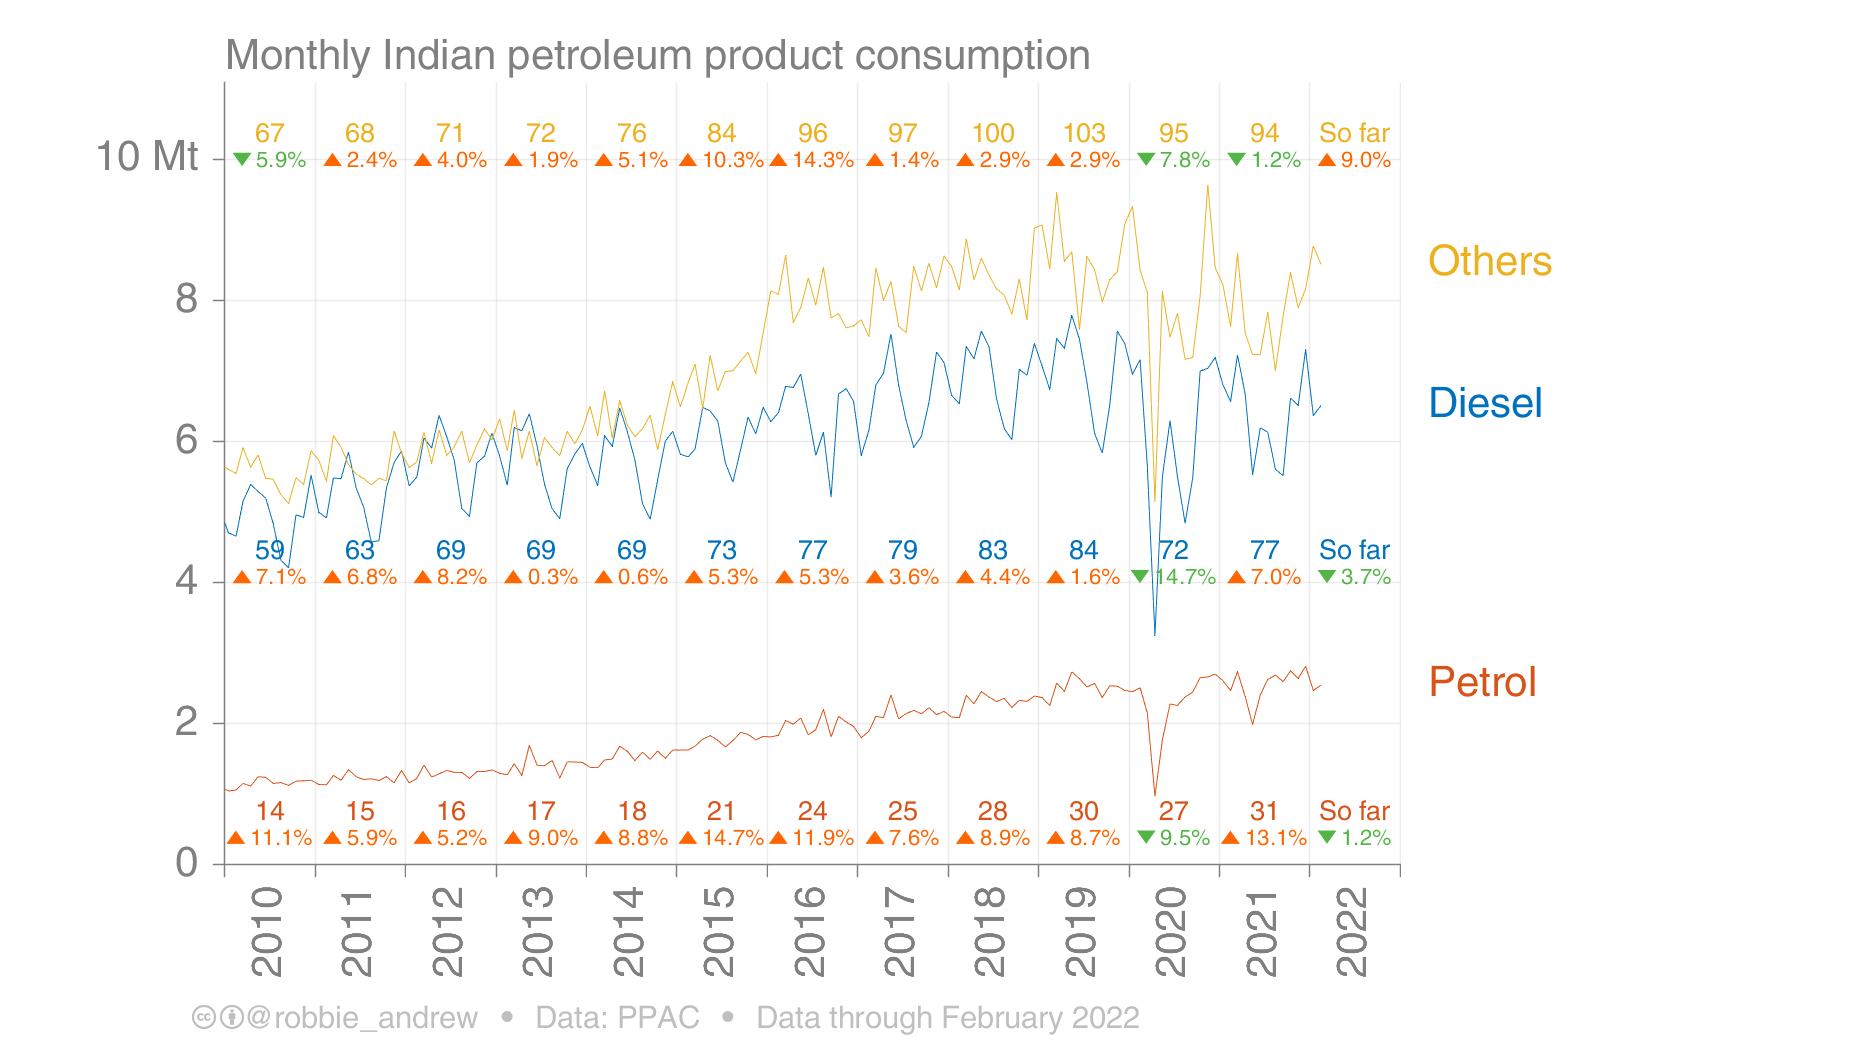 Monthly Indian petroleum product consumption
67 68 71 72 76 84 96 97 100 103 95 94 So far
10 Mt ▼ 5.9% ▲ 2.4% ▲ 4.0% ▲ 1.9% ▲ 5.1% ▲ 10.3% ▲ 14.3% ▲ 1.4% ▲ 2.9% ▲ 2.9% ▼ 7.8% ▼ 1.2% ▲ 9.0%
Others
8
Diesel
6
59 63 69 69 69 73 77 79 83 84 72 77 So far
4 ▲ 7.1% ▲ 6.8% ▲ 8.2% ▲ 0.3% ▲ 0.6% ▲ 5.3% ▲ 5.3% ▲ 3.6% ▲ 4.4% ▲ 1.6% ▼ 14.7% ▲ 7.0% ▼ 3.7%
Petrol
2
14 15 16 17 18 21 24 25 28 30 27 31 So far
▲ 11.1% ▲ 5.9% ▲ 5.2% ▲ 9.0% ▲ 8.8% ▲ 14.7% ▲ 11.9% ▲ 7.6% ▲ 8.9% ▲ 8.7% ▼ 9.5% ▲ 13.1% ▼ 1.2%
0
2010 2011 2012 2013 2014 2015 2016 2017 2018 2019 2020 2021 2022
cc @robbie_andrew • Data: PPAC • Data through February 2022